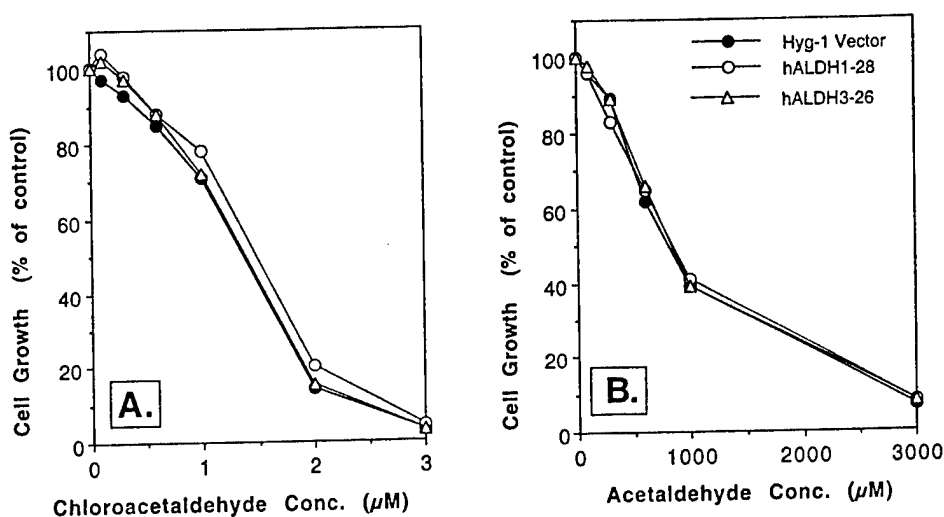 Cell Growth (% of control)
100
80
60
40
20
0
A.
0 1 2 3
Chloroacetaldehyde Conc. (µM)
Cell Growth (% of control)
100
80
60
40
20
0
Hyg-1 Vector
hALDH1-28
hALDH3-26
B.
0 1000 2000 3000
Acetaldehyde Conc. (µM)